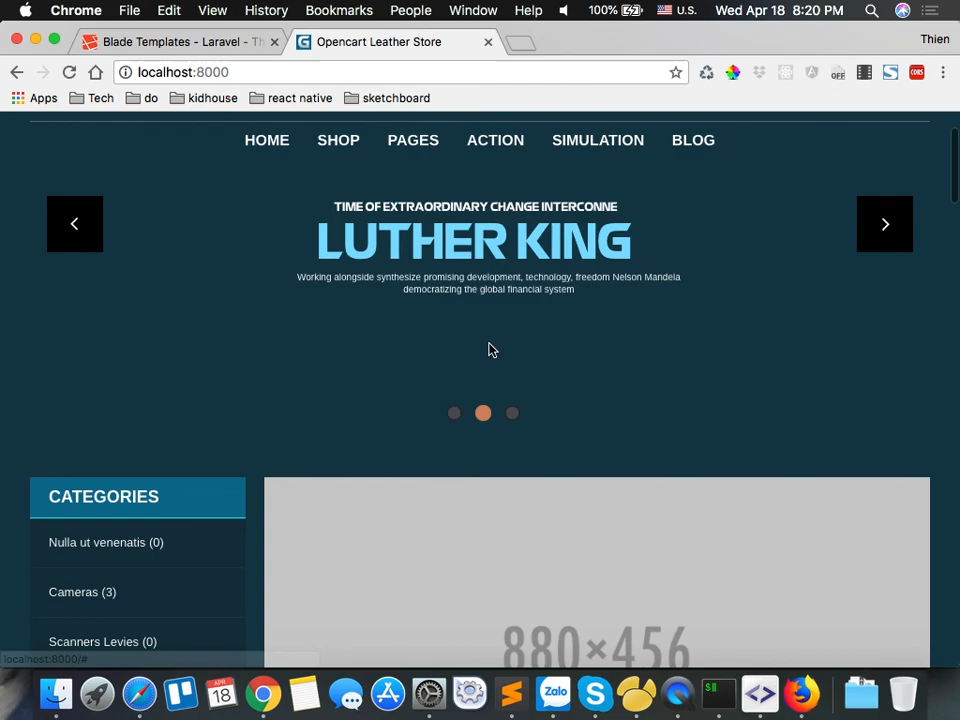 Chrome File Edit View History Bookmarks People Window Help 100% U.S. Wed Apr 18 8:20 PM
Blade Templates - Laravel - Th
Opencart Leather Store
Thien
localhost:8000
OFF
CORS
Apps Tech do kidhouse react native sketchboard
HOME SHOP PAGES ACTION SIMULATION BLOG
TIME OF EXTRAORDINARY CHANGE INTERCONNE
LUTHER KING
Working alongside synthesize promising development, technology, freedom Nelson Mandela
democratizing the global financial system
CATEGORIES
Nulla ut venenatis (0)
Cameras (3)
Scanners Levies (0)
880×456
localhost:8000/#
APR
18
Zalo